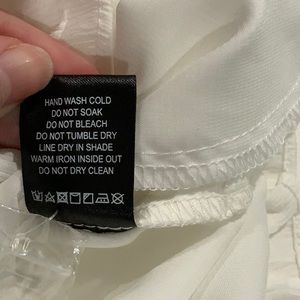 HAND WASH COLD
DO NOT SOAK
DO NOT BLEACH
DO NOT TUMBLE DRY
LINE DRY IN SHADE
WARM IRON INSIDE OUT
DO NOT DRY CLEAN